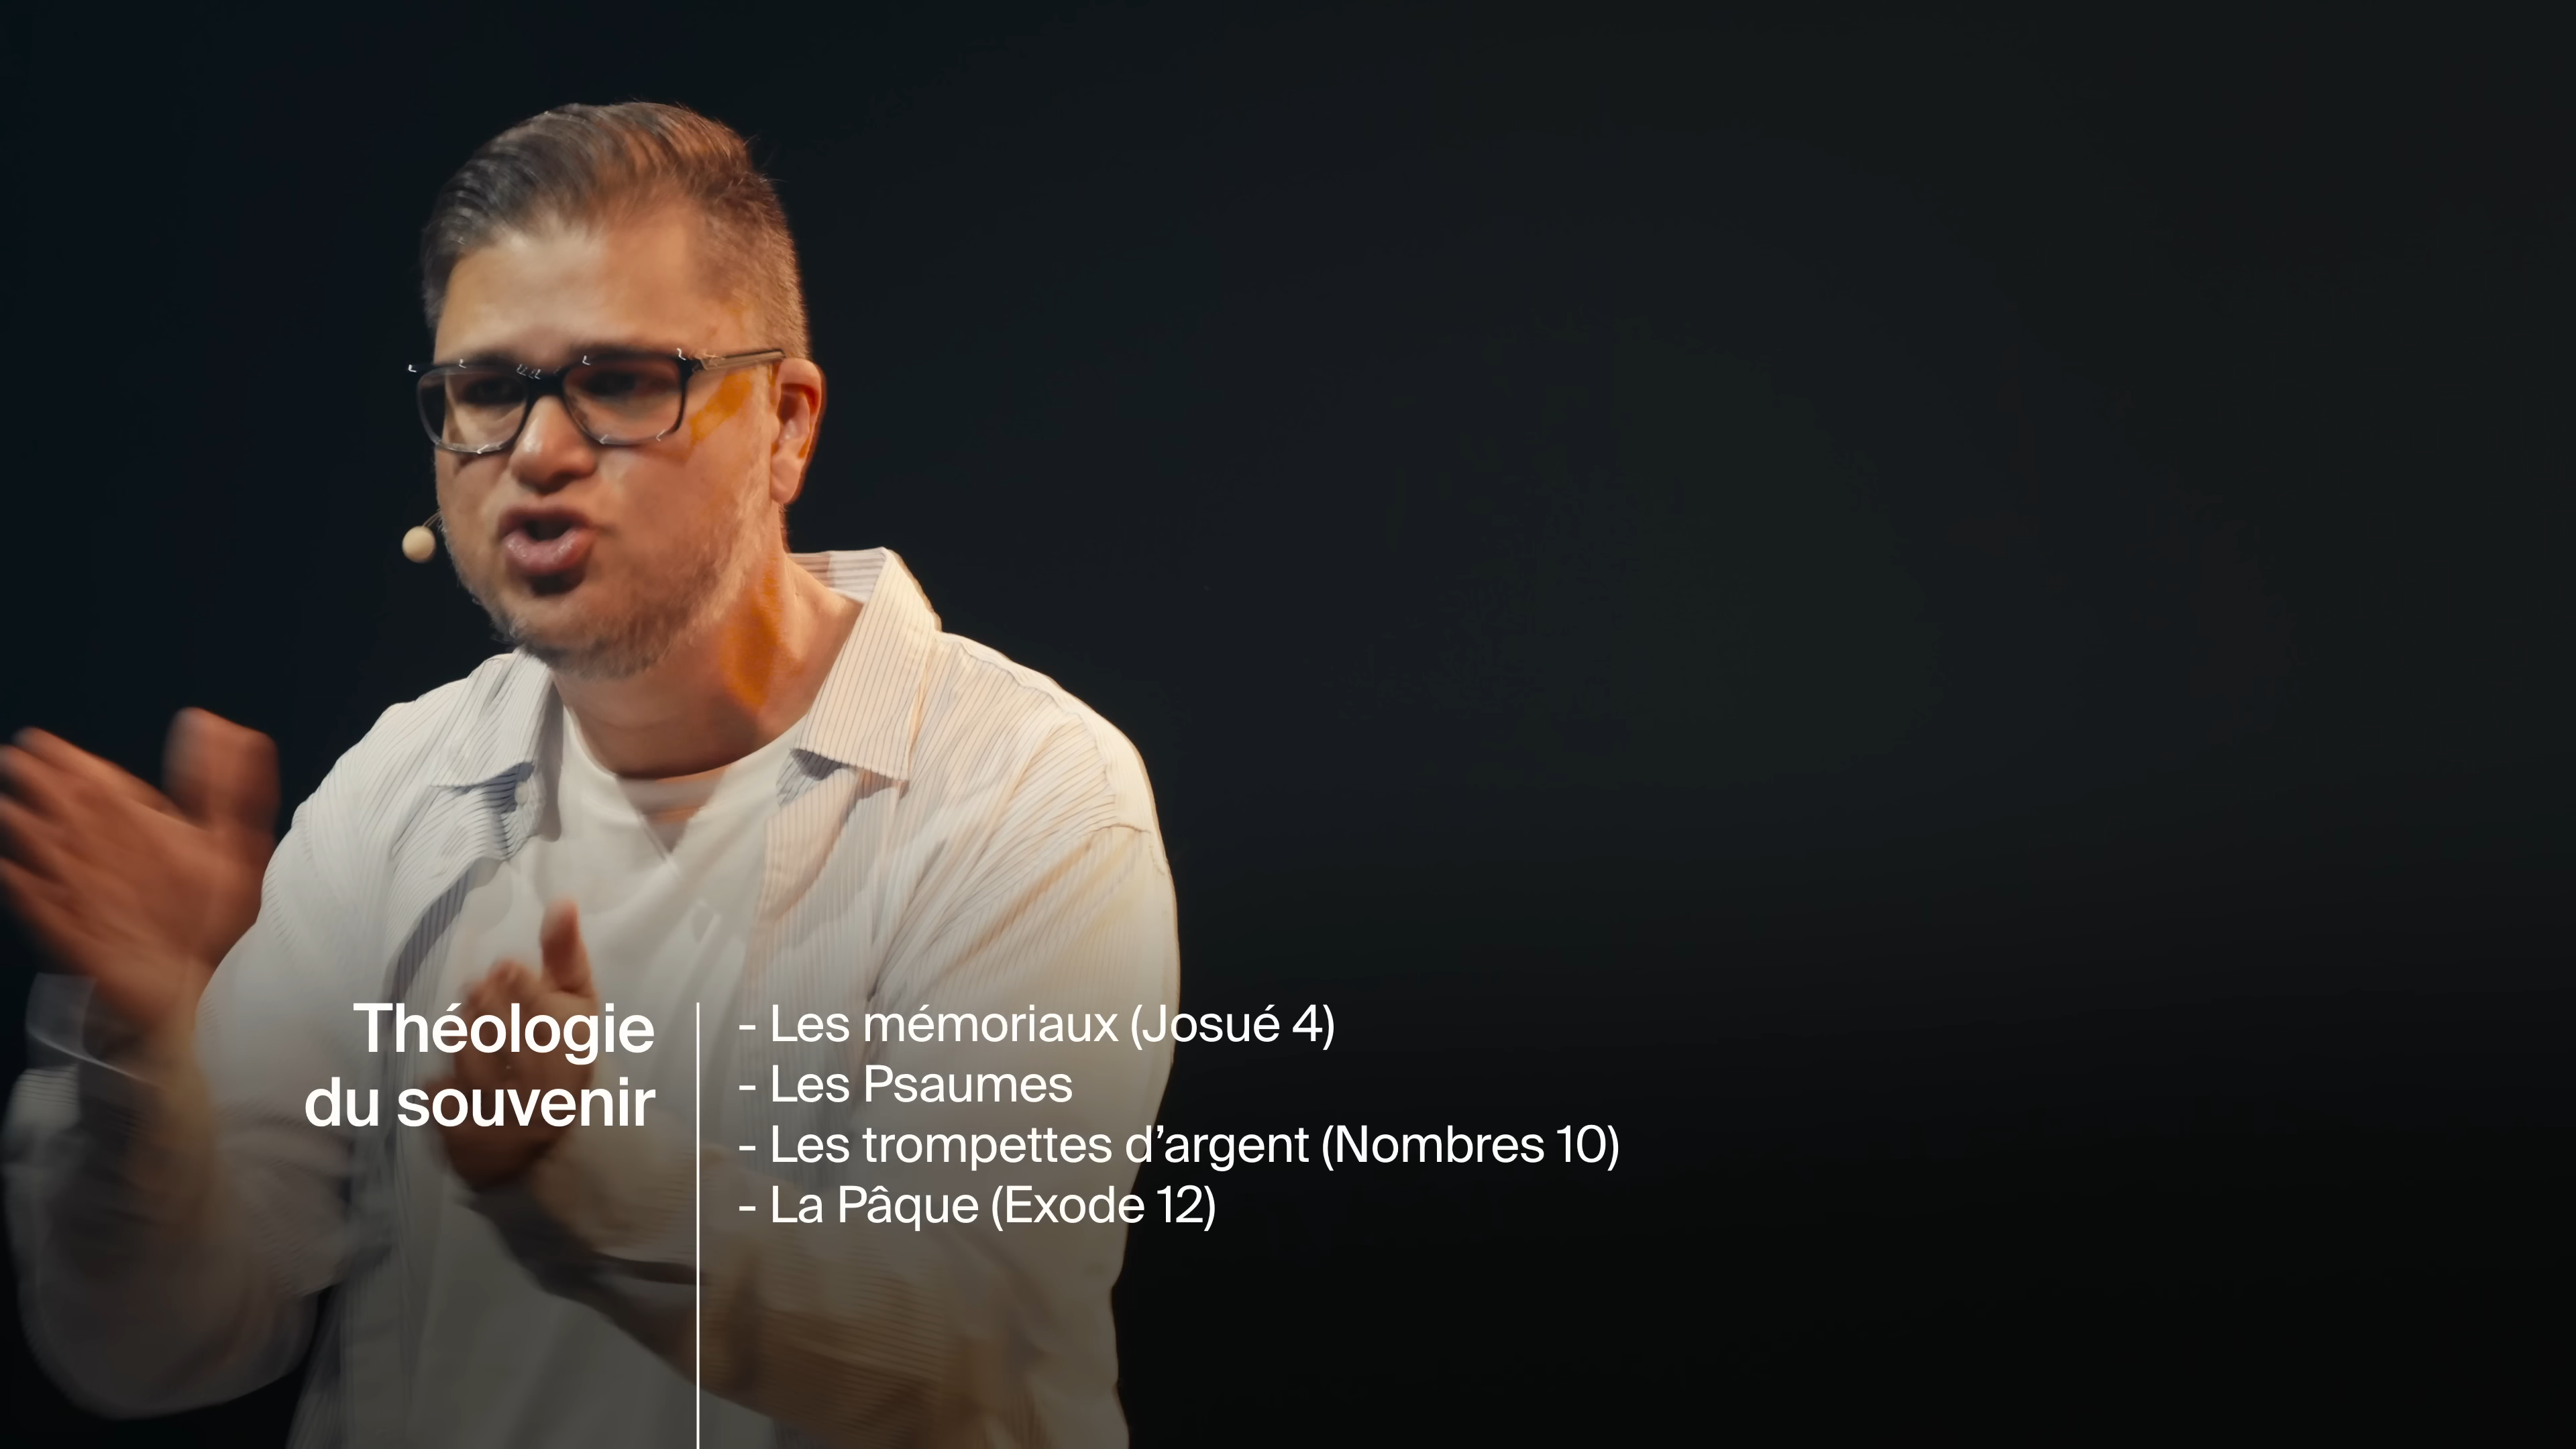 Théologie
du souvenir
- Les mémoriaux (Josué 4)
- Les Psaumes
- Les trompettes d’argent (Nombres 10)
- La Pâque (Exode 12)